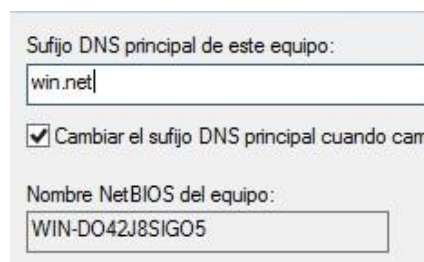 Sufijo DNS principal de este equipo:
win.net
Cambiar el sufijo DNS principal cuando
Nombre NetBIOS del equipo:
WIN-DO42J8SIGO5